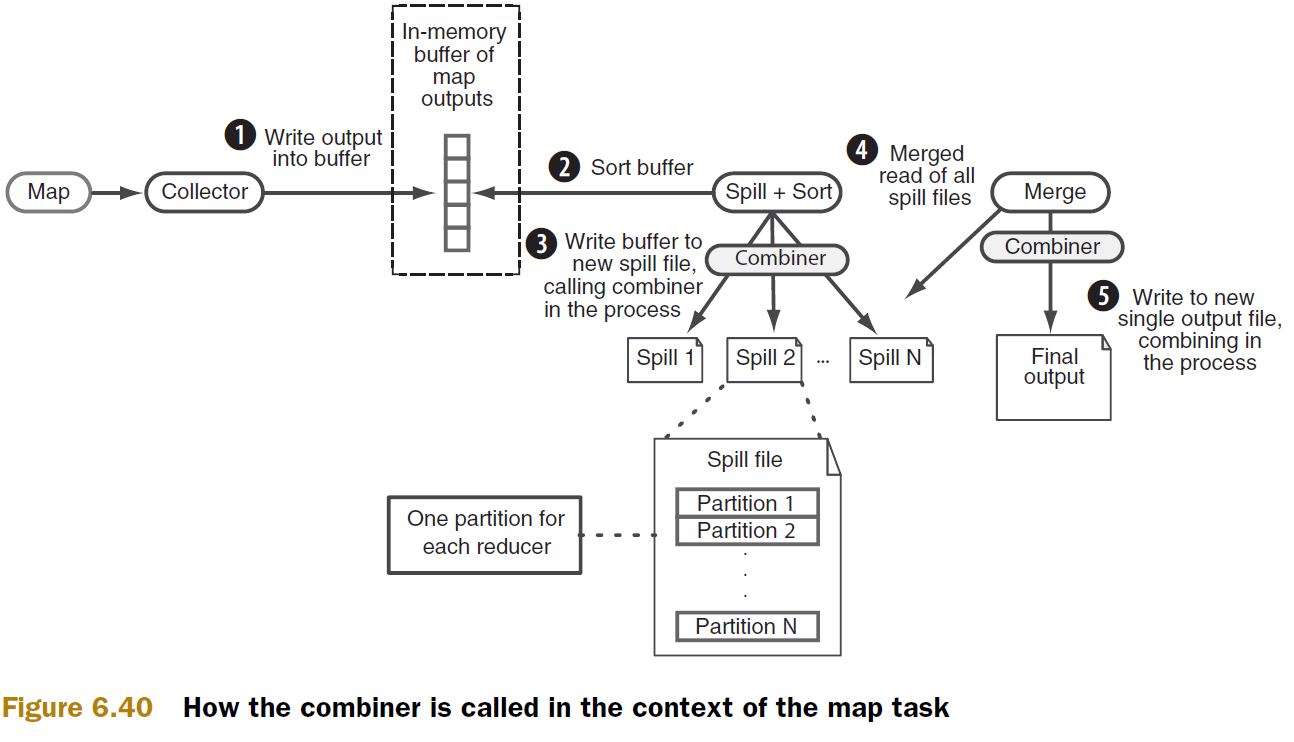 In-memory
buffer of
map
outputs
1 Write output
into buffer
Map
Collector
2 Sort buffer
Spill + Sort
3 Write buffer to
new spill file,
calling combiner
in the process
Combiner
4 Merged
read of all
spill files
Merge
Combiner
5 Write to new
single output file,
combining in
the process
Spill 1
Spill 2
...
Spill N
Final
output
Spill file
Partition 1
Partition 2
.
.
.
Partition N
One partition for
each reducer
Figure 6.40 How the combiner is called in the context of the map task